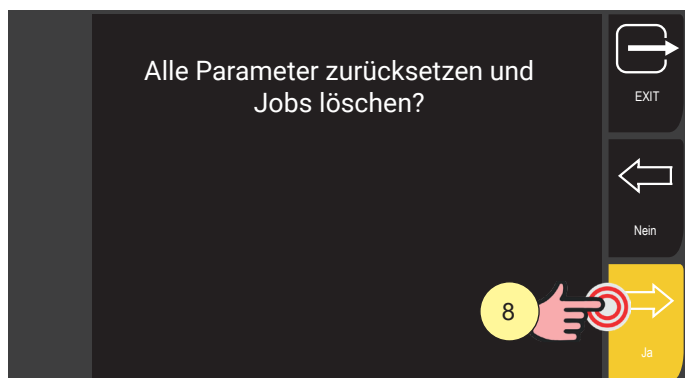 Alle Parameter zurücksetzen und
Jobs löschen?
EXIT
Nein
8
Ja